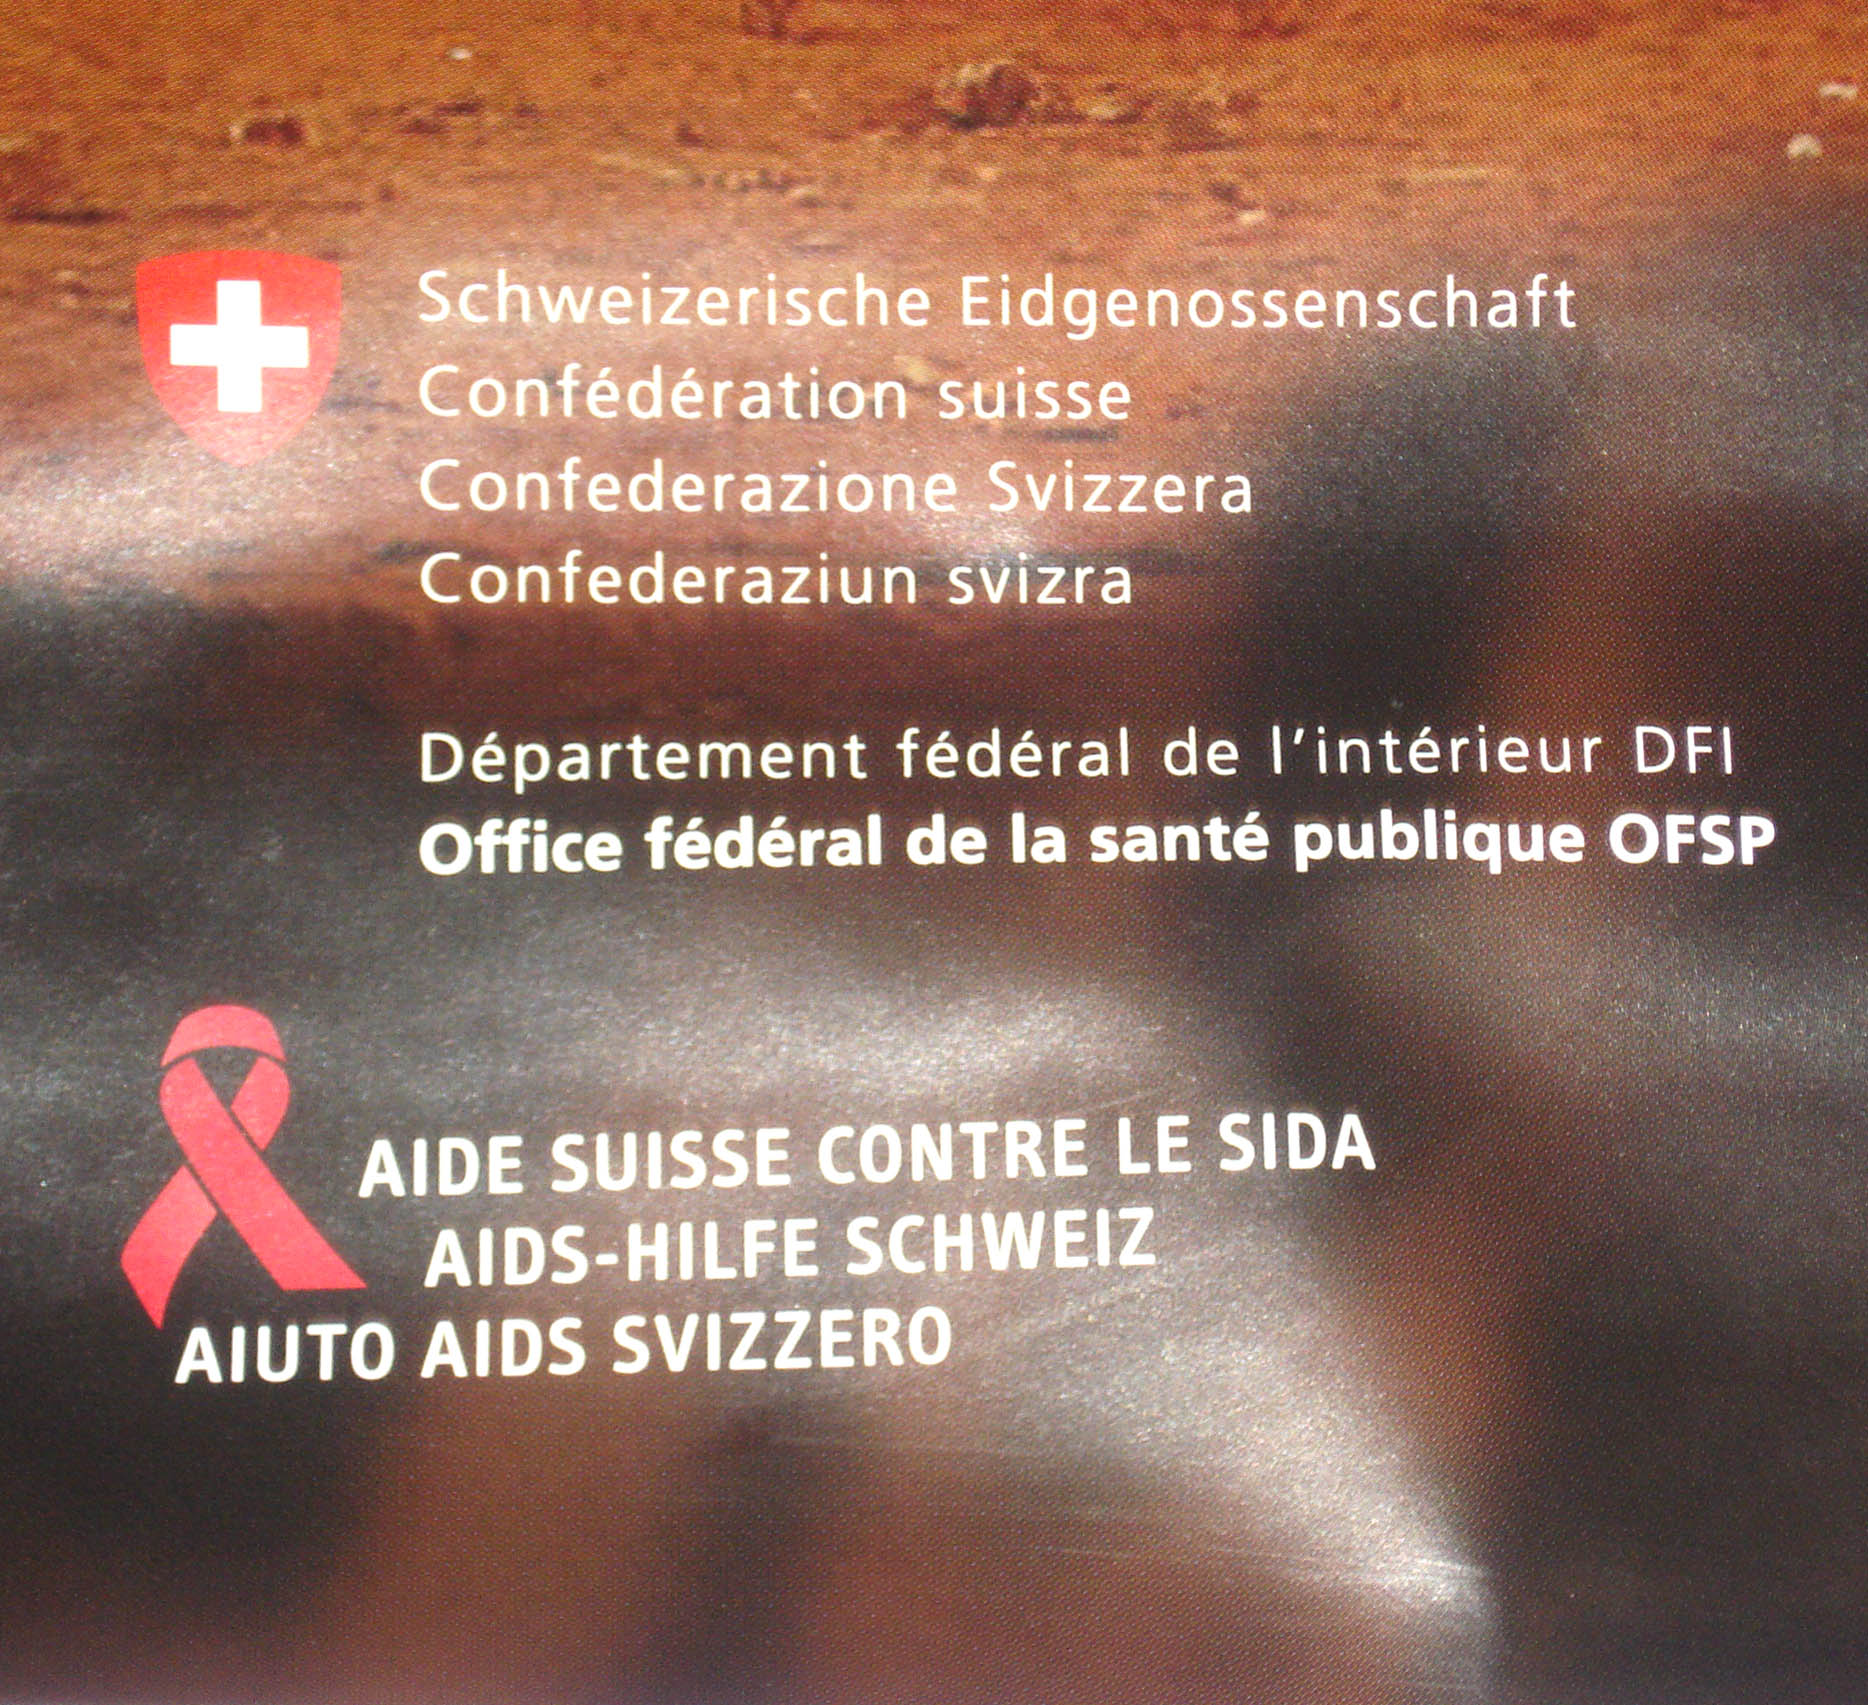 Schweizerische Eidgenossenschaft
Confédération suisse
Confederazione Svizzera
Confederaziun svizra
Département fédéral de l'intérieur DFI
Office fédéral de la santé publique OFSP
AIDE SUISSE CONTRE LE SIDA
AIDS-HILFE SCHWEIZ
AIUTO AIDS SVIZZERO